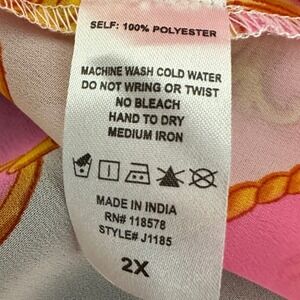 SELF: 100% POLYESTER
MACHINE WASH COLD WATER
DO NOT WRING OR TWIST
NO BLEACH
HAND TO DRY
MEDIUM IRON
MADE IN INDIA
RN# 118578
STYLE# J1185
2X